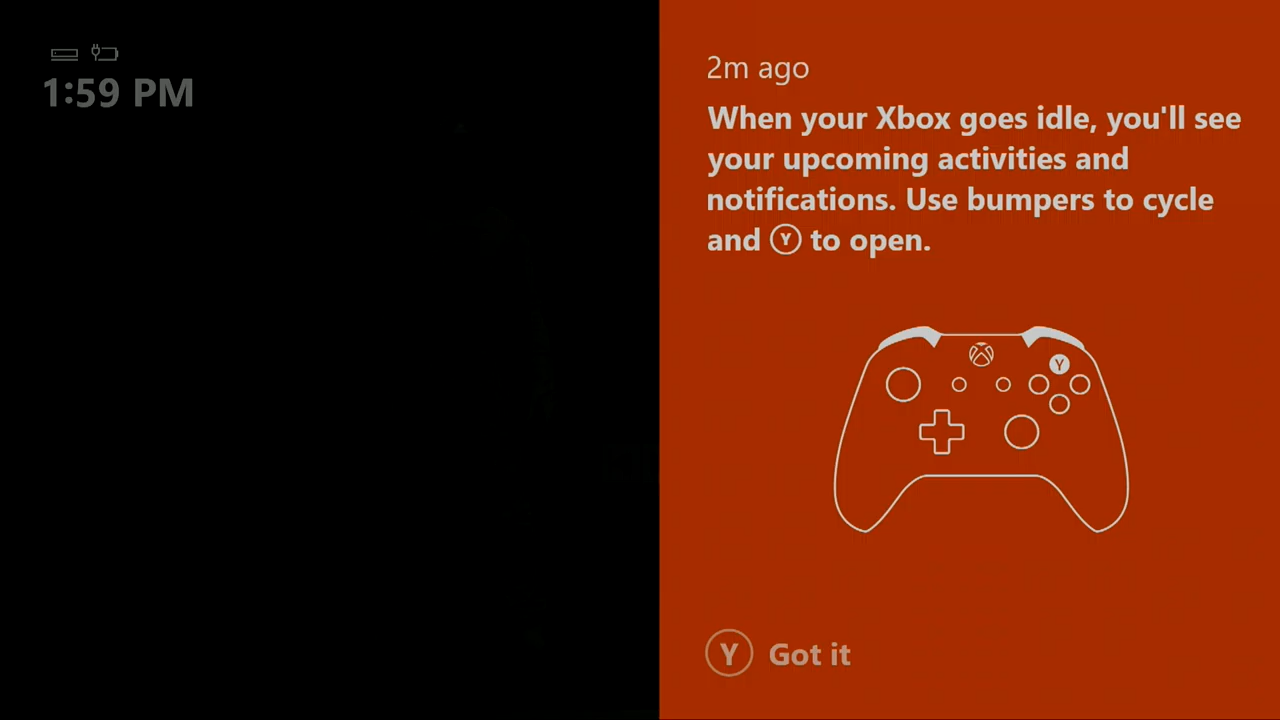 1:59 PM
2m ago
When your Xbox goes idle, you'll see
your upcoming activities and
notifications. Use bumpers to cycle
and Y to open.
Y
Y Got it